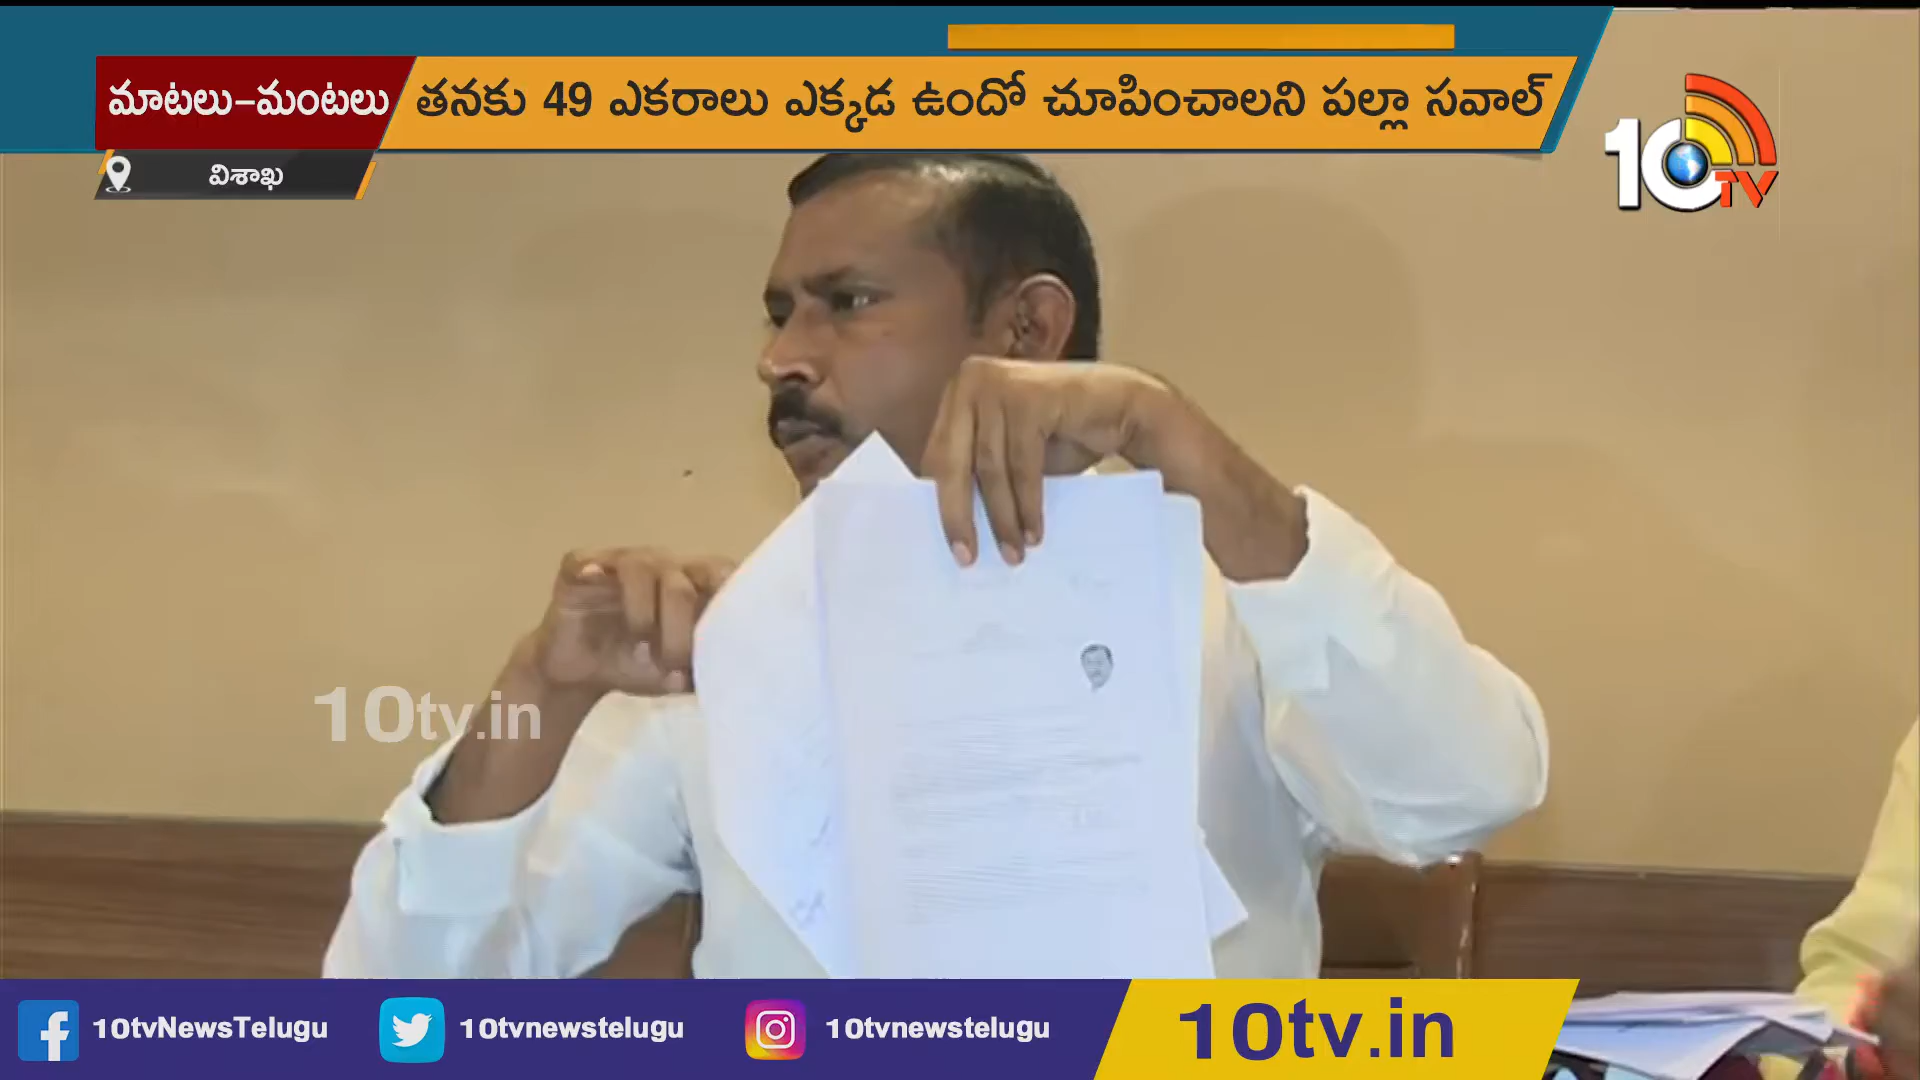 మాటలు-మంటలు తనకు 49 ఎకరాలు ఎక్కడ ఉందో చూపించాలని పల్లా సవాల్
విశాఖ
10TV
10tv.in
10tvNewsTelugu 10tvnewstelugu 10tvnewstelugu 10tv.in